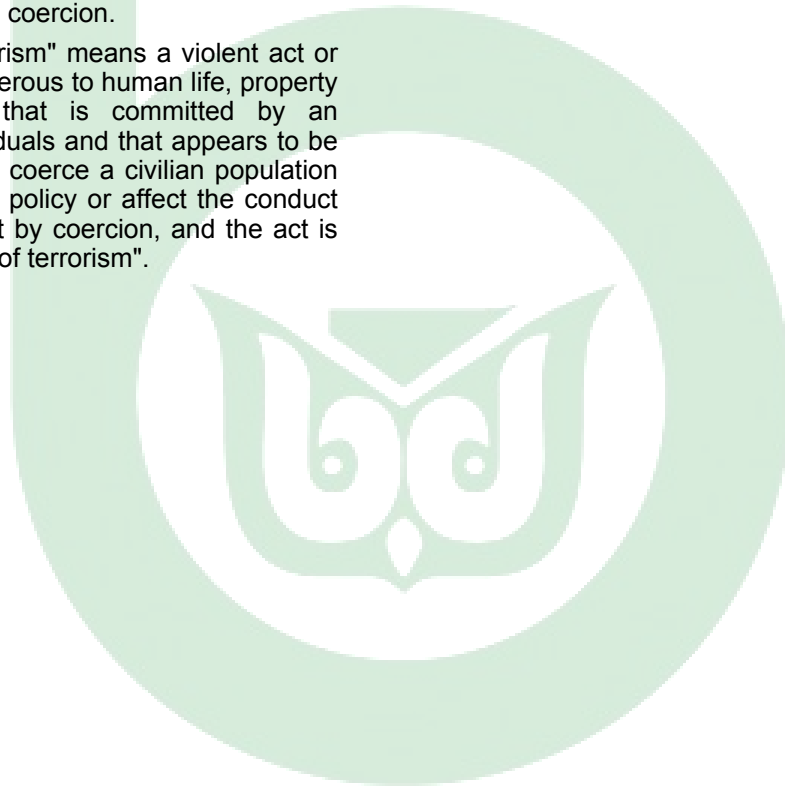 coercion.
rism" means a violent act or
erous to human life, property
that is committed by an
duals and that appears to be
coerce a civilian population
policy or affect the conduct
t by coercion, and the act is
of terrorism".